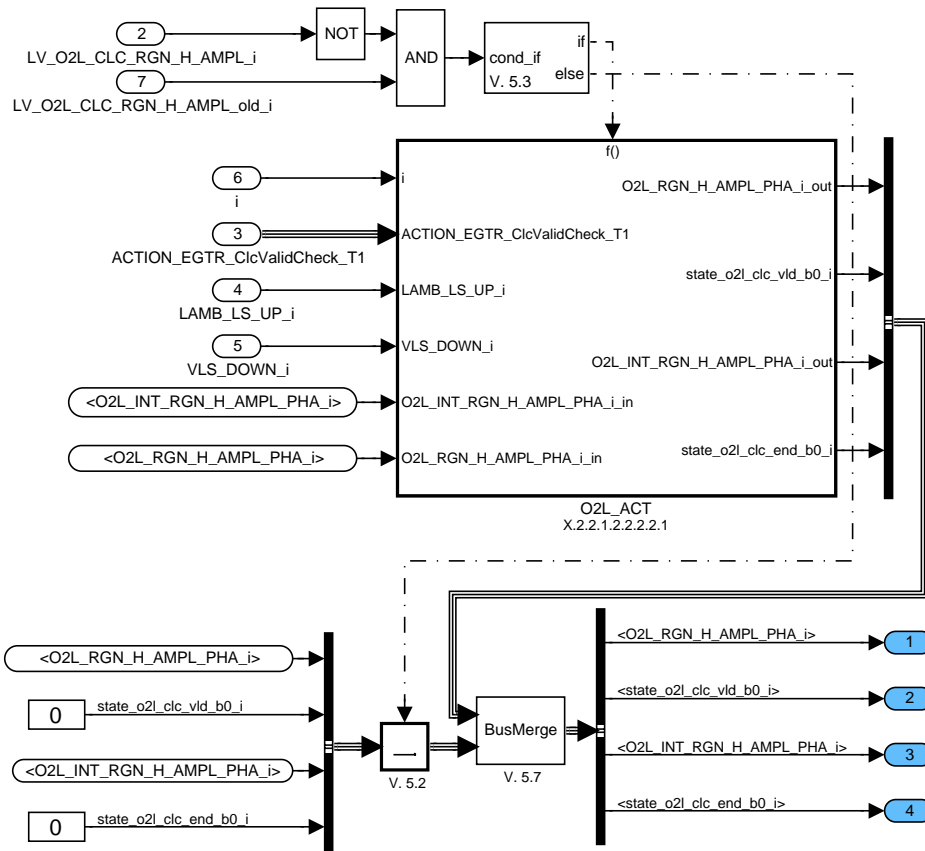 2
LV_O2L_CLC_RGN_H_AMPL_i
NOT
7
LV_O2L_CLC_RGN_H_AMPL_old_i
AND
cond_if
V. 5.3
if
else
f()
6
i
i
3
ACTION_EGTR_ClcValidCheck_T1
ACTION_EGTR_ClcValidCheck_T1
4
LAMB_LS_UP_i
LAMB_LS_UP_i
5
VLS_DOWN_i
VLS_DOWN_i
<O2L_INT_RGN_H_AMPL_PHA_i>
O2L_INT_RGN_H_AMPL_PHA_i_in
<O2L_RGN_H_AMPL_PHA_i>
O2L_RGN_H_AMPL_PHA_i_in
O2L_RGN_H_AMPL_PHA_i_out
state_o2l_clc_vld_b0_i
O2L_INT_RGN_H_AMPL_PHA_i_out
state_o2l_clc_end_b0_i
O2L_ACT
X.2.2.1.2.2.2.2.1
<O2L_RGN_H_AMPL_PHA_i>
0
state_o2l_clc_vld_b0_i
<O2L_INT_RGN_H_AMPL_PHA_i>
0
state_o2l_clc_end_b0_i
V. 5.2
BusMerge
V. 5.7
<O2L_RGN_H_AMPL_PHA_i>
1
<state_o2l_clc_vld_b0_i>
2
<O2L_INT_RGN_H_AMPL_PHA_i>
3
<state_o2l_clc_end_b0_i>
4